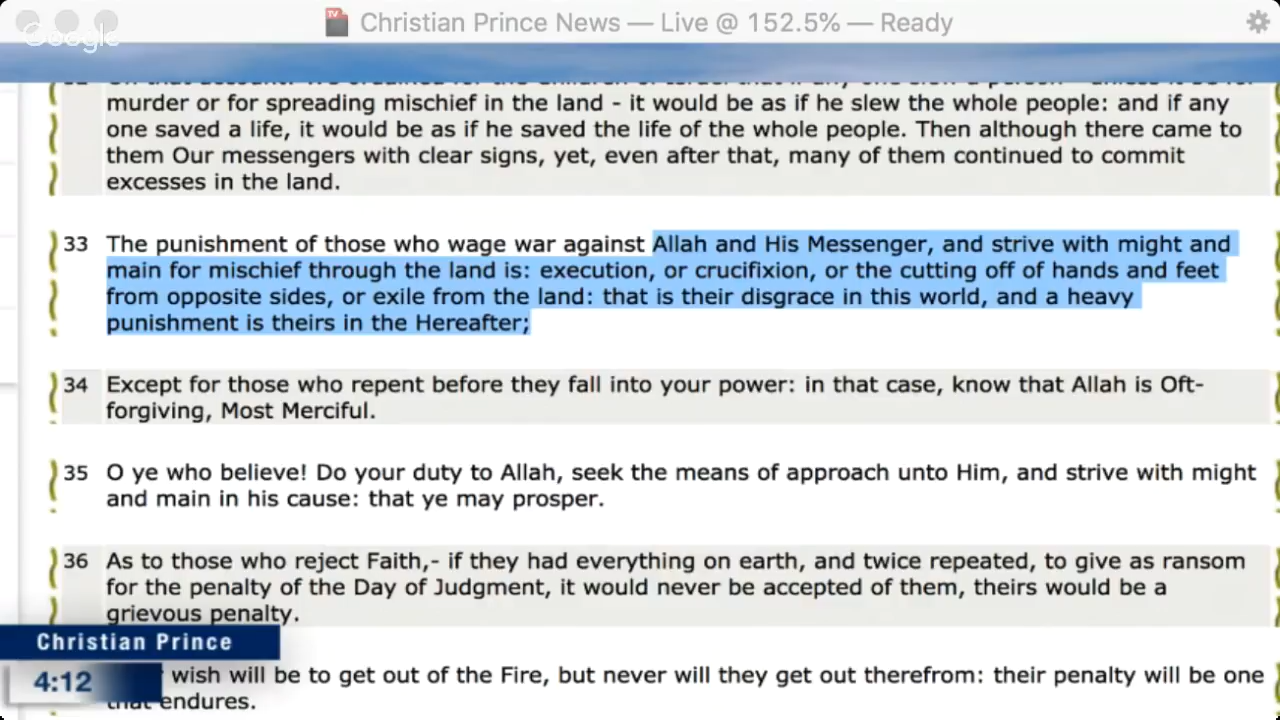 Christian Prince News — Live @ 152.5% — Ready
Google
murder or for spreading mischief in the land - it would be as if he slew the whole people: and if any
one saved a life, it would be as if he saved the life of the whole people. Then although there came to
them Our messengers with clear signs, yet, even after that, many of them continued to commit
excesses in the land.
33 The punishment of those who wage war against Allah and His Messenger, and strive with might and
main for mischief through the land is: execution, or crucifixion, or the cutting off of hands and feet
from opposite sides, or exile from the land: that is their disgrace in this world, and a heavy
punishment is theirs in the Hereafter;
34 Except for those who repent before they fall into your power: in that case, know that Allah is Oft-
forgiving, Most Merciful.
35 O ye who believe! Do your duty to Allah, seek the means of approach unto Him, and strive with might
and main in his cause: that ye may prosper.
36 As to those who reject Faith,- if they had everything on earth, and twice repeated, to give as ransom
for the penalty of the Day of Judgment, it would never be accepted of them, theirs would be a
grievous penalty.
wish will be to get out of the Fire, but never will they get out therefrom: their penalty will be one
that endures.
Christian Prince
4:12